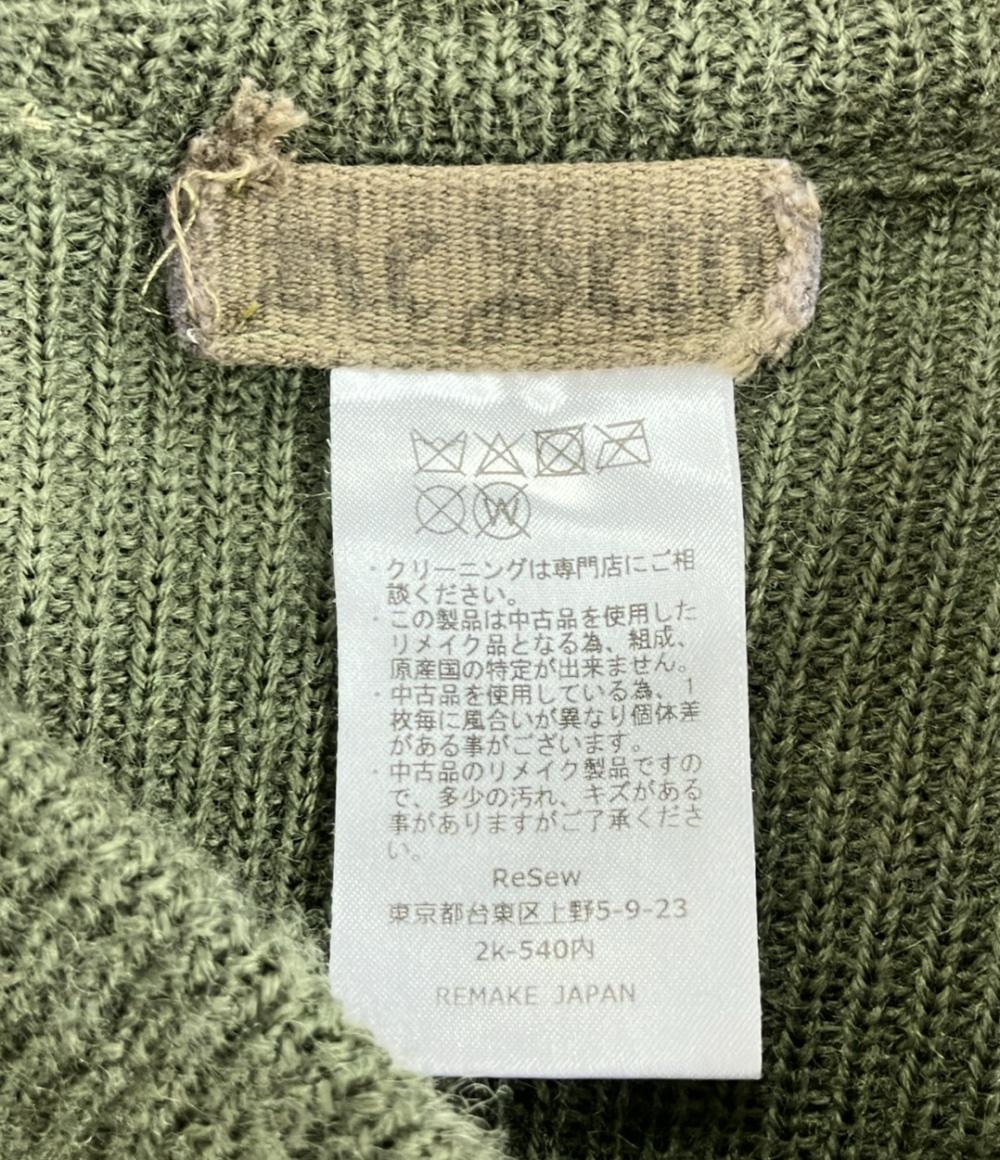 ・クリーニングは専門店にご相
談ください。
・この製品は中古品を使用した
リメイク品となる為、組成、
原産国の特定が出来ません。
・中古品を使用している為、1
枚毎に風合いが異なり個体差
がある事がございます。
・中古品のリメイク製品ですの
で、多少の汚れ、キズがある
事がありますがご了承くださ
い。
ReSew
東京都台東区上野5-9-23
2k-540内
REMAKE JAPAN